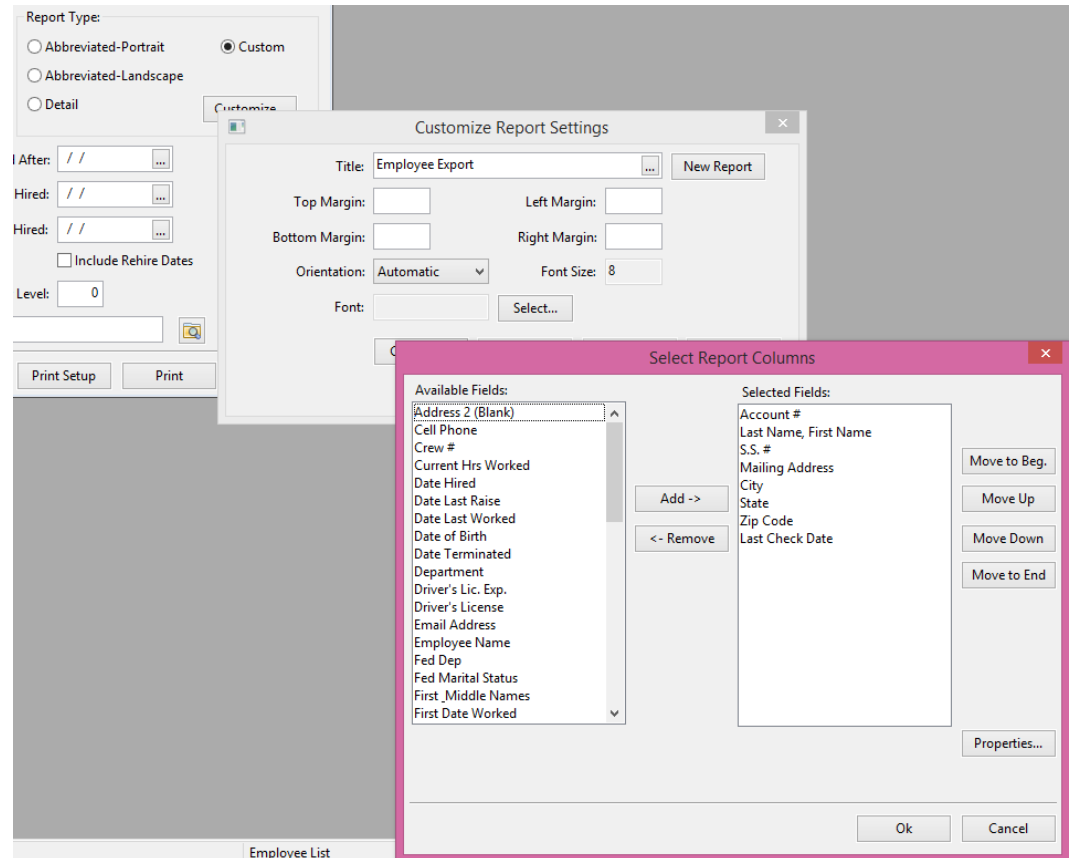 Report Type:
Abbreviated-Portrait
Custom
Abbreviated-Landscape
Detail
Customize...
After:
/ /
...
Hired:
/ /
...
Hired:
/ /
...
Include Rehire Dates
Level:
0
Print Setup
Print
Customize Report Settings
Title:
Employee Export
...
New Report
Top Margin:
Left Margin:
Bottom Margin:
Right Margin:
Orientation:
Automatic
Font Size:
8
Font:
Select...
Select Report Columns
Available Fields:
Address 2 (Blank)
Cell Phone
Crew #
Current Hrs Worked
Date Hired
Date Last Raise
Date Last Worked
Date of Birth
Date Terminated
Department
Driver's Lic. Exp.
Driver's License
Email Address
Employee Name
Fed Dep
Fed Marital Status
First _Middle Names
First Date Worked
Add ->
<- Remove
Selected Fields:
Account #
Last Name, First Name
S.S. #
Mailing Address
City
State
Zip Code
Last Check Date
Move to Beg.
Move Up
Move Down
Move to End
Properties...
Ok
Cancel
Employee List